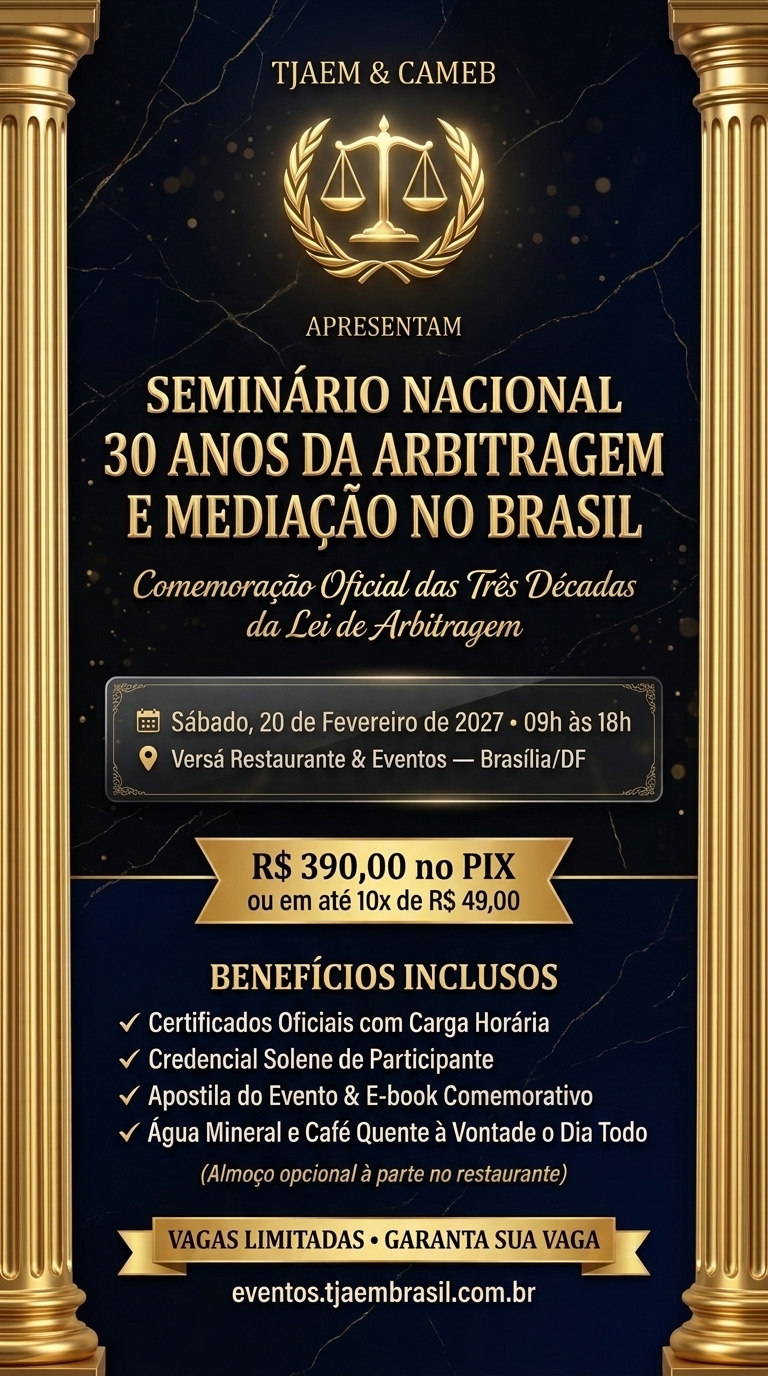 TJAEM & CAMEB
APRESENTAM
SEMINÁRIO NACIONAL
30 ANOS DA ARBITRAGEM
E MEDIAÇÃO NO BRASIL
Comemoração Oficial das Três Décadas
da Lei de Arbitragem
Sábado, 20 de Fevereiro de 2027 • 09h às 18h
Versá Restaurante & Eventos — Brasília/DF
R$ 390,00 no PIX
ou em até 10x de R$ 49,00
BENEFÍCIOS INCLUSOS
✓ Certificados Oficiais com Carga Horária
✓ Credencial Solene de Participante
✓ Apostila do Evento & E-book Comemorativo
✓ Água Mineral e Café Quente à Vontade o Dia Todo
(Almoço opcional à parte no restaurante)
VAGAS LIMITADAS • GARANTA SUA VAGA
eventos.tjaembrasil.com.br